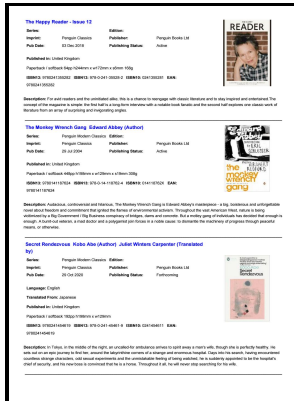 The Happy Reader - Issue 12
Series: Edition:
Imprint: Penguin Classics Publisher: Penguin Books Ltd
Pub Date: 03 Dec 2018 Publishing Status: Active
Published in: United Kingdom
Description: For avid readers and the uninitiated alike, this is a chance to reengage with classic literature and to stay inspired and entertained. The
concept of the magazine is simple: the first half is a long-form interview with a notable book fanatic and the second half explores one classic work of
literature from an array of surprising and invigorating angles.
READER
The Monkey Wrench Gang Edward Abbey (Author)
Series: Penguin Modern Classics Edition:
Imprint: Penguin Classics Publisher: Penguin Books Ltd
Pub Date: 29 Jul 2004 Publishing Status: Active
Published in: United Kingdom
Description: Audacious, controversial and hilarious, The Monkey Wrench Gang is Edward Abbey's masterpiece - a big, boisterous and unforgettable
novel about freedom and commitment that ignited the flames of environmental activism. Throughout the vast American West, nature is being
victimized by a Big Government / Big Business conspiracy of bridges, dams and concrete. But a motley gang of individuals has decided that enough is
enough. A burnt-out veteran, a mad doctor and a polygamist join forces in a noble cause: to dismantle the machinery of progress through peaceful
means, or otherwise.
the
monkey
wrench
gang
Secret Rendezvous Kobo Abe (Author) Juliet Winters Carpenter (Translated
by)
Series: Penguin Modern Classics Edition:
Imprint: Penguin Classics Publisher: Penguin Books Ltd
Pub Date: 29 Oct 2020 Publishing Status: Forthcoming
Language: English
Translated From: Japanese
Published in: United Kingdom
Description: In Tokyo, in the middle of the night, an uncalled-for ambulance arrives to spirit away a man's wife, though she is perfectly healthy. He
sets out on an epic journey to find her, around the labyrinthine corners of a strange and enormous hospital. Days into his search, having encountered
countless strange characters, odd sexual experiments and the unmistakable feeling of being watched, he is suddenly appointed to be the hospital's
chief of security, and his new boss is convinced that he is a horse. Throughout it all, he will never stop searching for his wife.